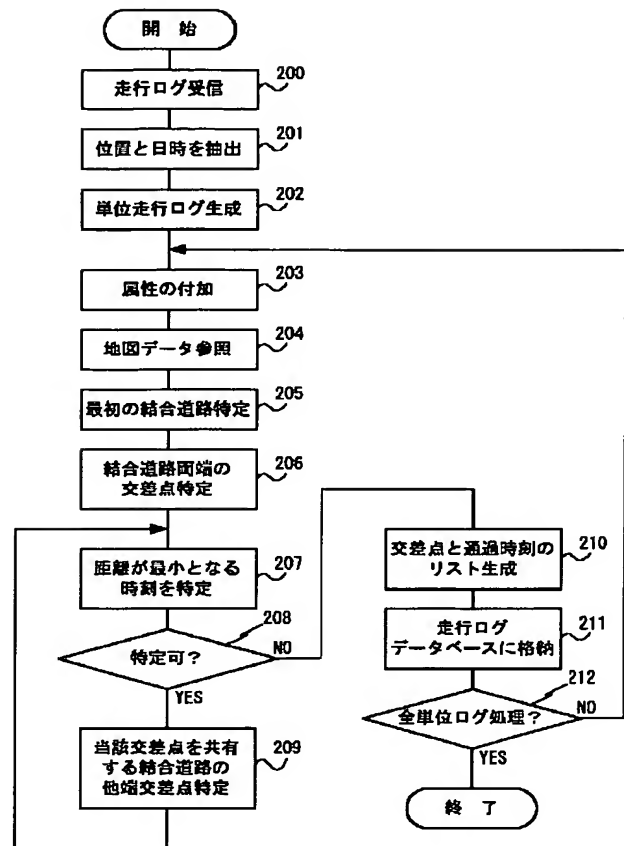 開 始
走行ログ受信
200
位置と日時を抽出
201
単位走行ログ生成
202
属性の付加
203
地図データ参照
204
最初の結合道路特定
205
結合道路両端の
交差点特定
206
距離が最小となる
時刻を特定
207
特定可?
208
NO
YES
当該交差点を共有
する結合道路の
他端交差点特定
209
交差点と通過時刻の
リスト生成
210
走行ログ
データベースに格納
211
全単位ログ処理?
212
NO
YES
終 了